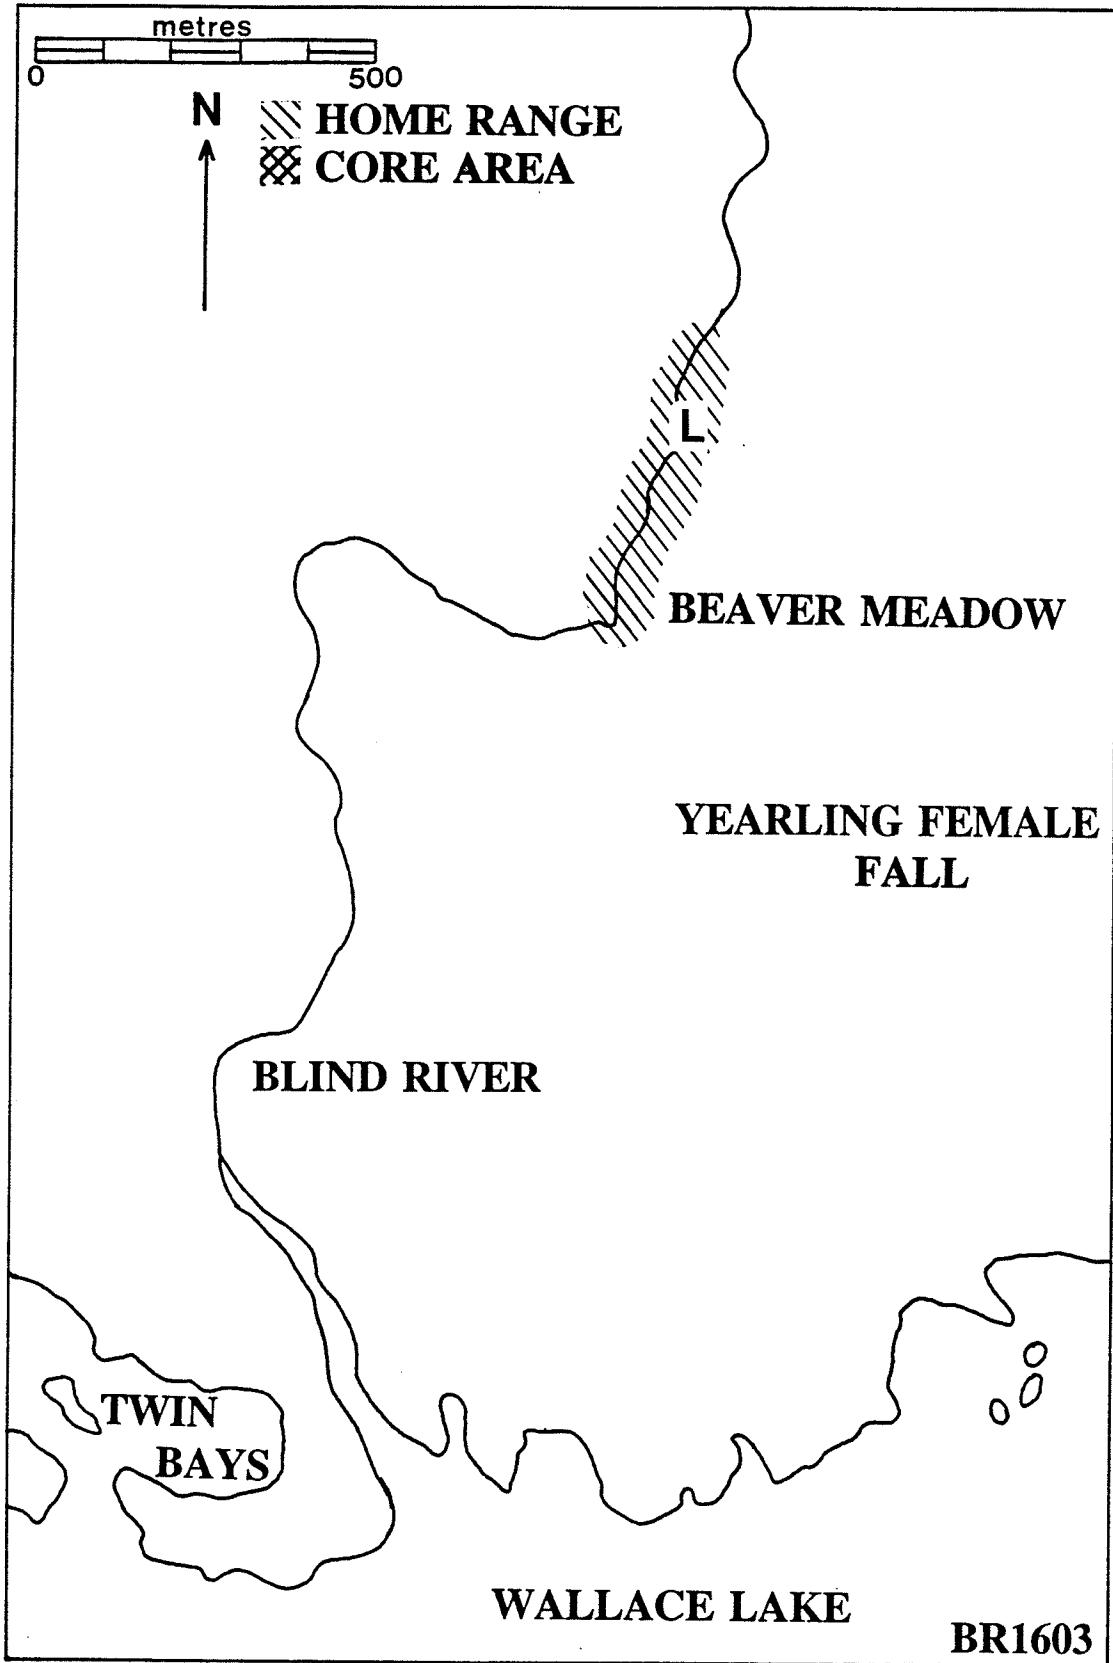 metres
0 500
N
HOME RANGE
CORE AREA
L
BEAVER MEADOW
YEARLING FEMALE
FALL
BLIND RIVER
TWIN
BAYS
WALLACE LAKE
BR1603